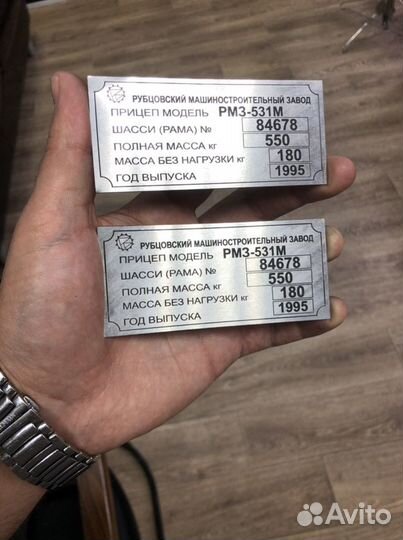 РУБЦОВСКИЙ МАШИНОСТРОИТЕЛЬНЫЙ ЗАВОД
ПРИЦЕП МОДЕЛЬ РМЗ-531М
ШАССИ (РАМА) № 84678
ПОЛНАЯ МАССА кг 550
МАССА БЕЗ НАГРУЗКИ кг 180
ГОД ВЫПУСКА 1995
РУБЦОВСКИЙ МАШИНОСТРОИТЕЛЬНЫЙ ЗАВОД
ПРИЦЕП МОДЕЛЬ РМЗ-531М
ШАССИ (РАМА) № 84678
ПОЛНАЯ МАССА кг 550
МАССА БЕЗ НАГРУЗКИ кг 180
ГОД ВЫПУСКА 1995
Avito